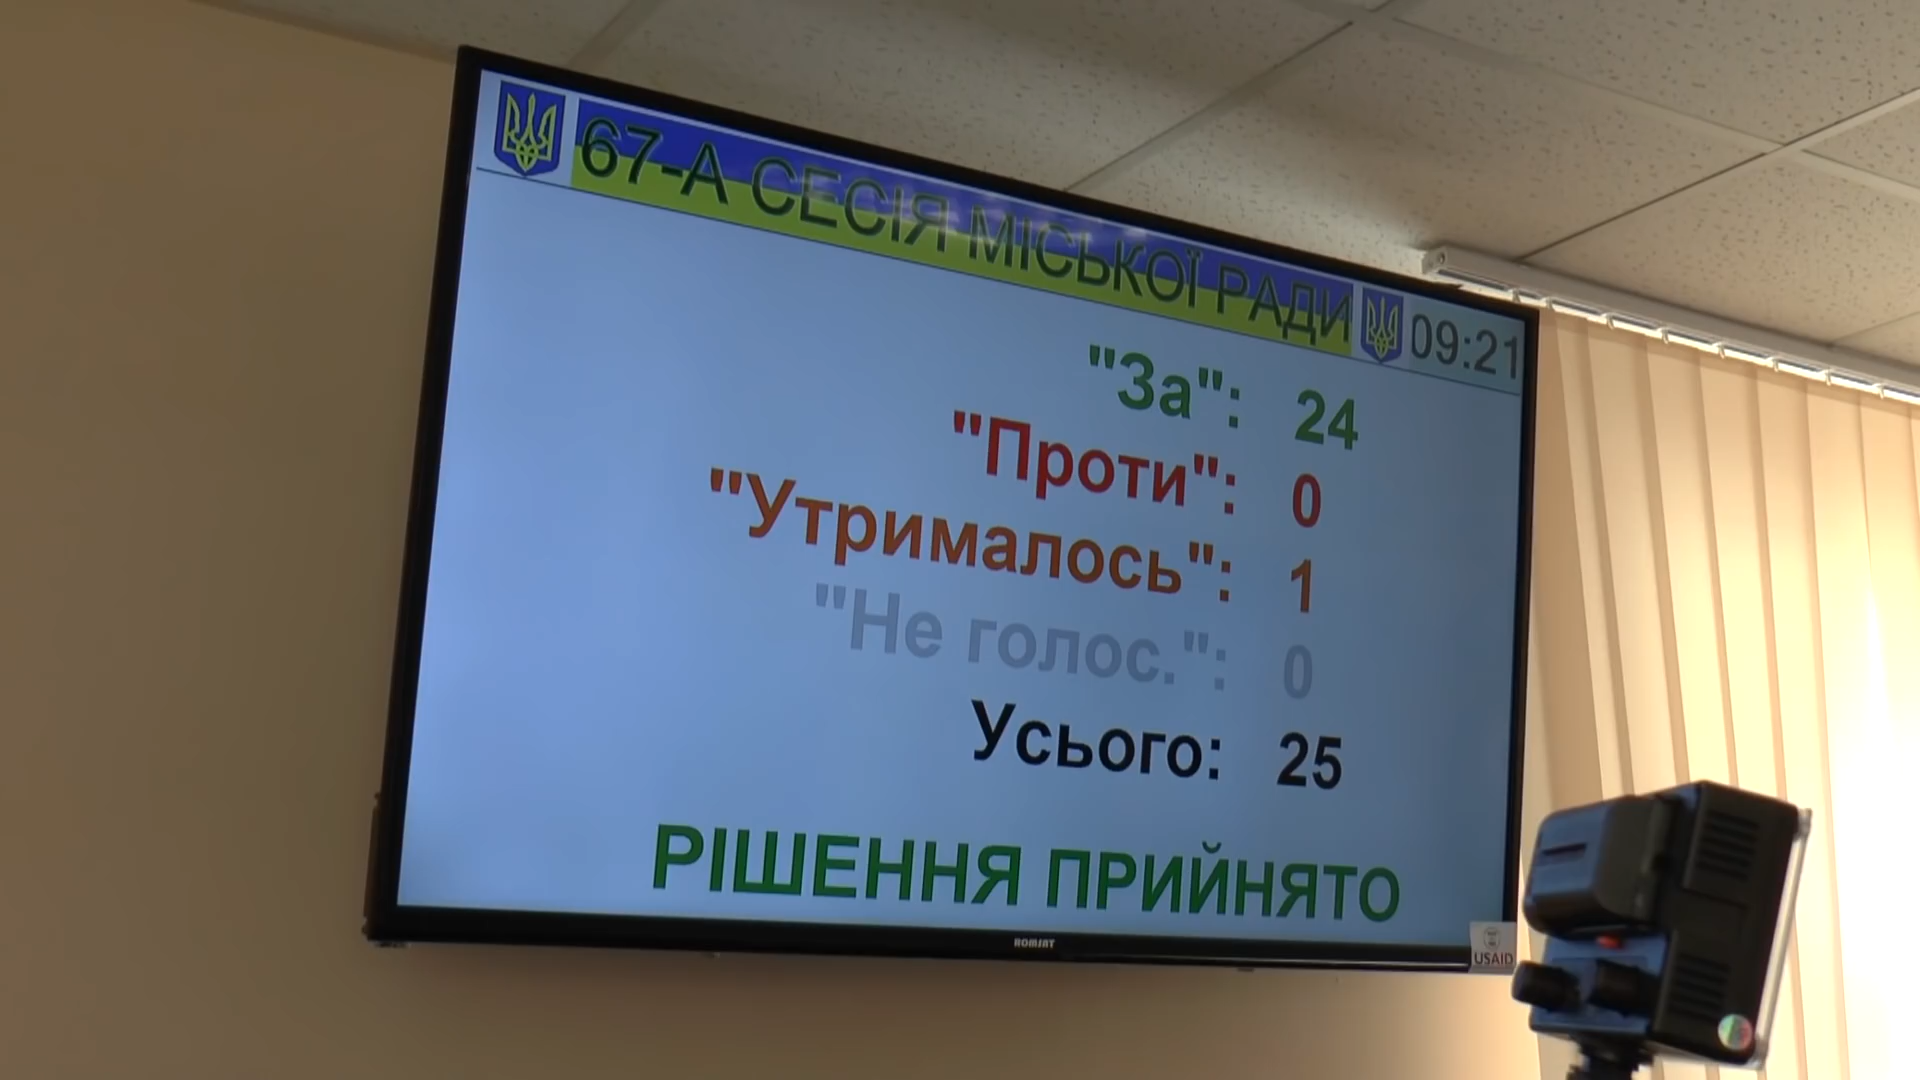 67-А СЕСІЯ МІСЬКОЇ РАДИ 09:21
"За": 24
"Проти": 0
"Утрималось": 1
"Не голос.": 0
Усього: 25
РІШЕННЯ ПРИЙНЯТО
ROMSAT
USAID